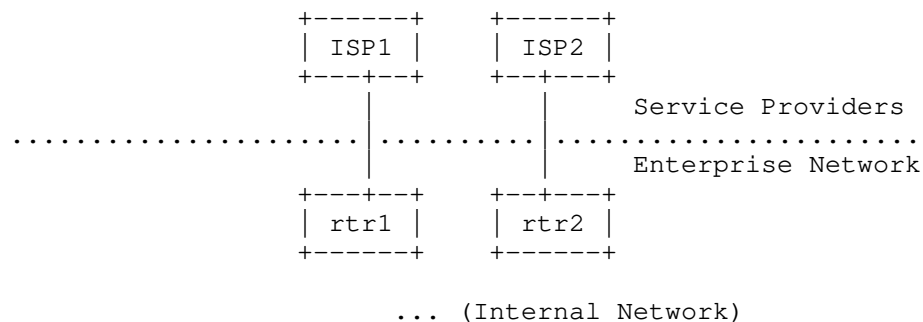 ISP1 ISP2
Service Providers
Enterprise Network
rtr1 rtr2
... (Internal Network)